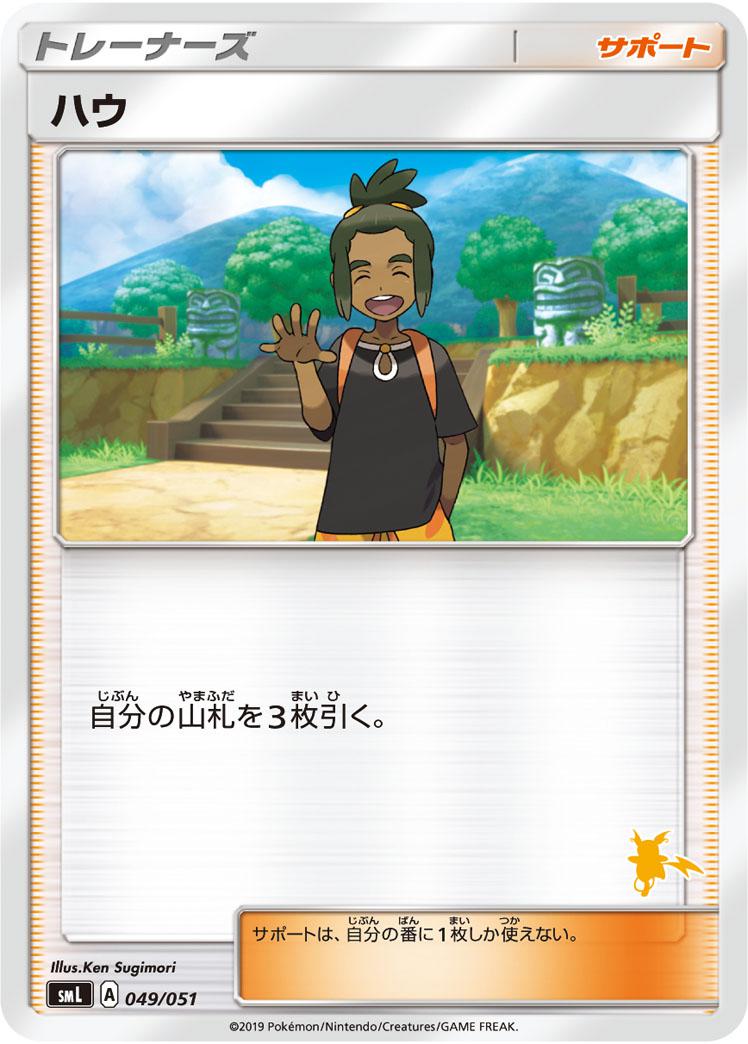 トレーナーズ
サポート
ハウ
じぶん やまふだ まい ひ
自分の山札を3枚引く。
じぶん ばん まい つか
サポートは、自分の番に1枚しか使えない。
Illus.Ken Sugimori
SML A 049/051
©2019 Pokémon/Nintendo/Creatures/GAME FREAK.